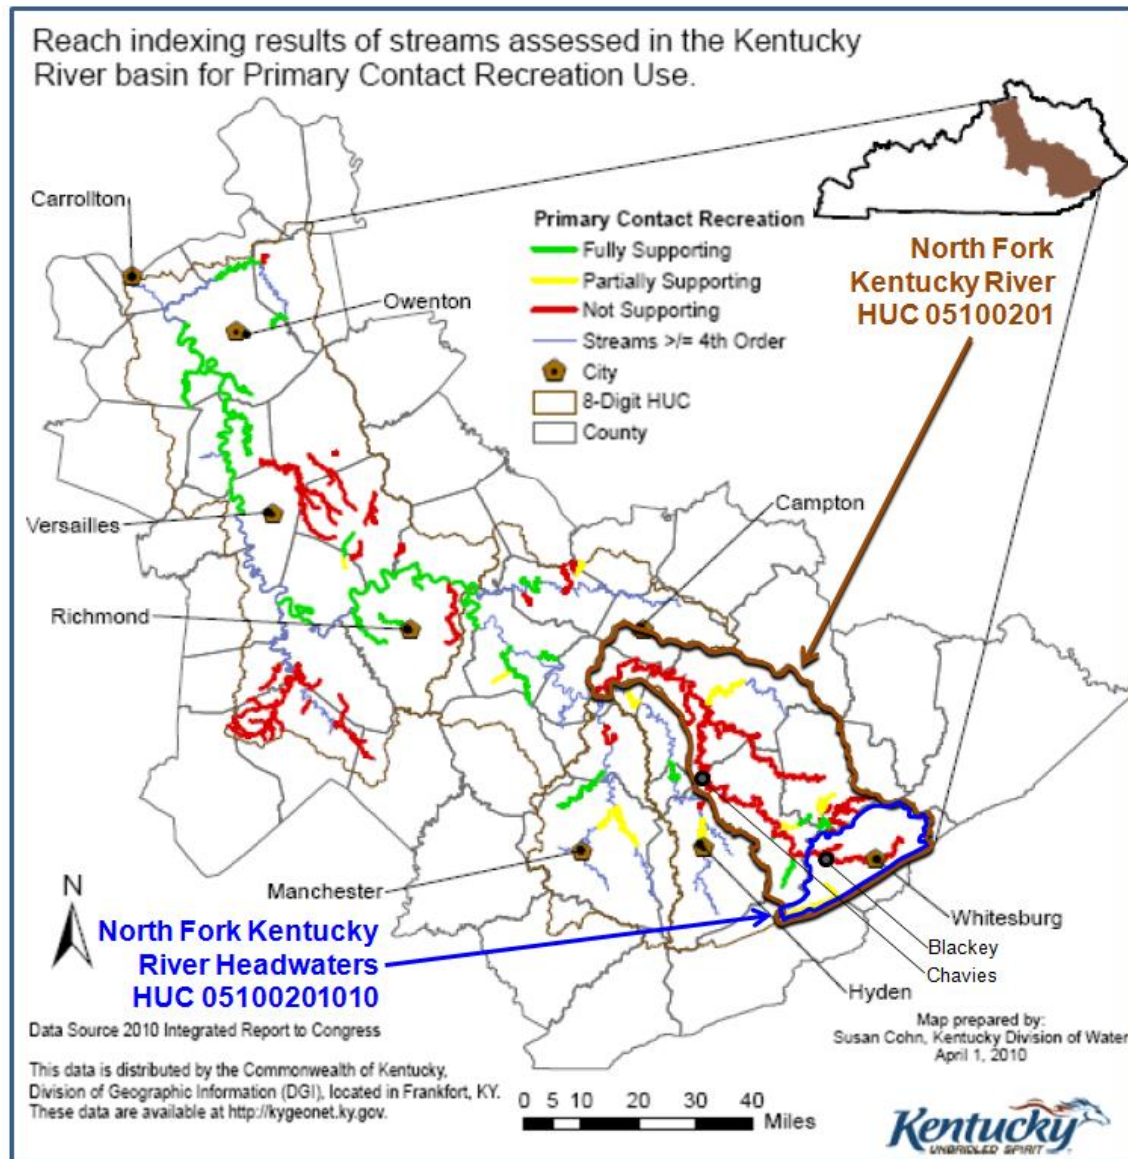 Reach indexing results of streams assessed in the Kentucky
River basin for Primary Contact Recreation Use.
Carrollton
Primary Contact Recreation
Fully Supporting
Partially Supporting
Not Supporting
Streams >/= 4th Order
City
8-Digit HUC
County
North Fork
Kentucky River
HUC 05100201
Owenton
Campton
Versailles
Richmond
Manchester
N
North Fork Kentucky
River Headwaters
HUC 05100201010
Whitesburg
Blackey
Chavies
Hyden
Data Source 2010 Integrated Report to Congress
Map prepared by:
Susan Cohn, Kentucky Division of Water
April 1, 2010
This data is distributed by the Commonwealth of Kentucky,
Division of Geographic Information (DGI), located in Frankfort, KY.
These data are available at http://kygeonet.ky.gov.
0 5 10 20 30 40
Miles
Kentucky
UNBRIDLED SPIRIT